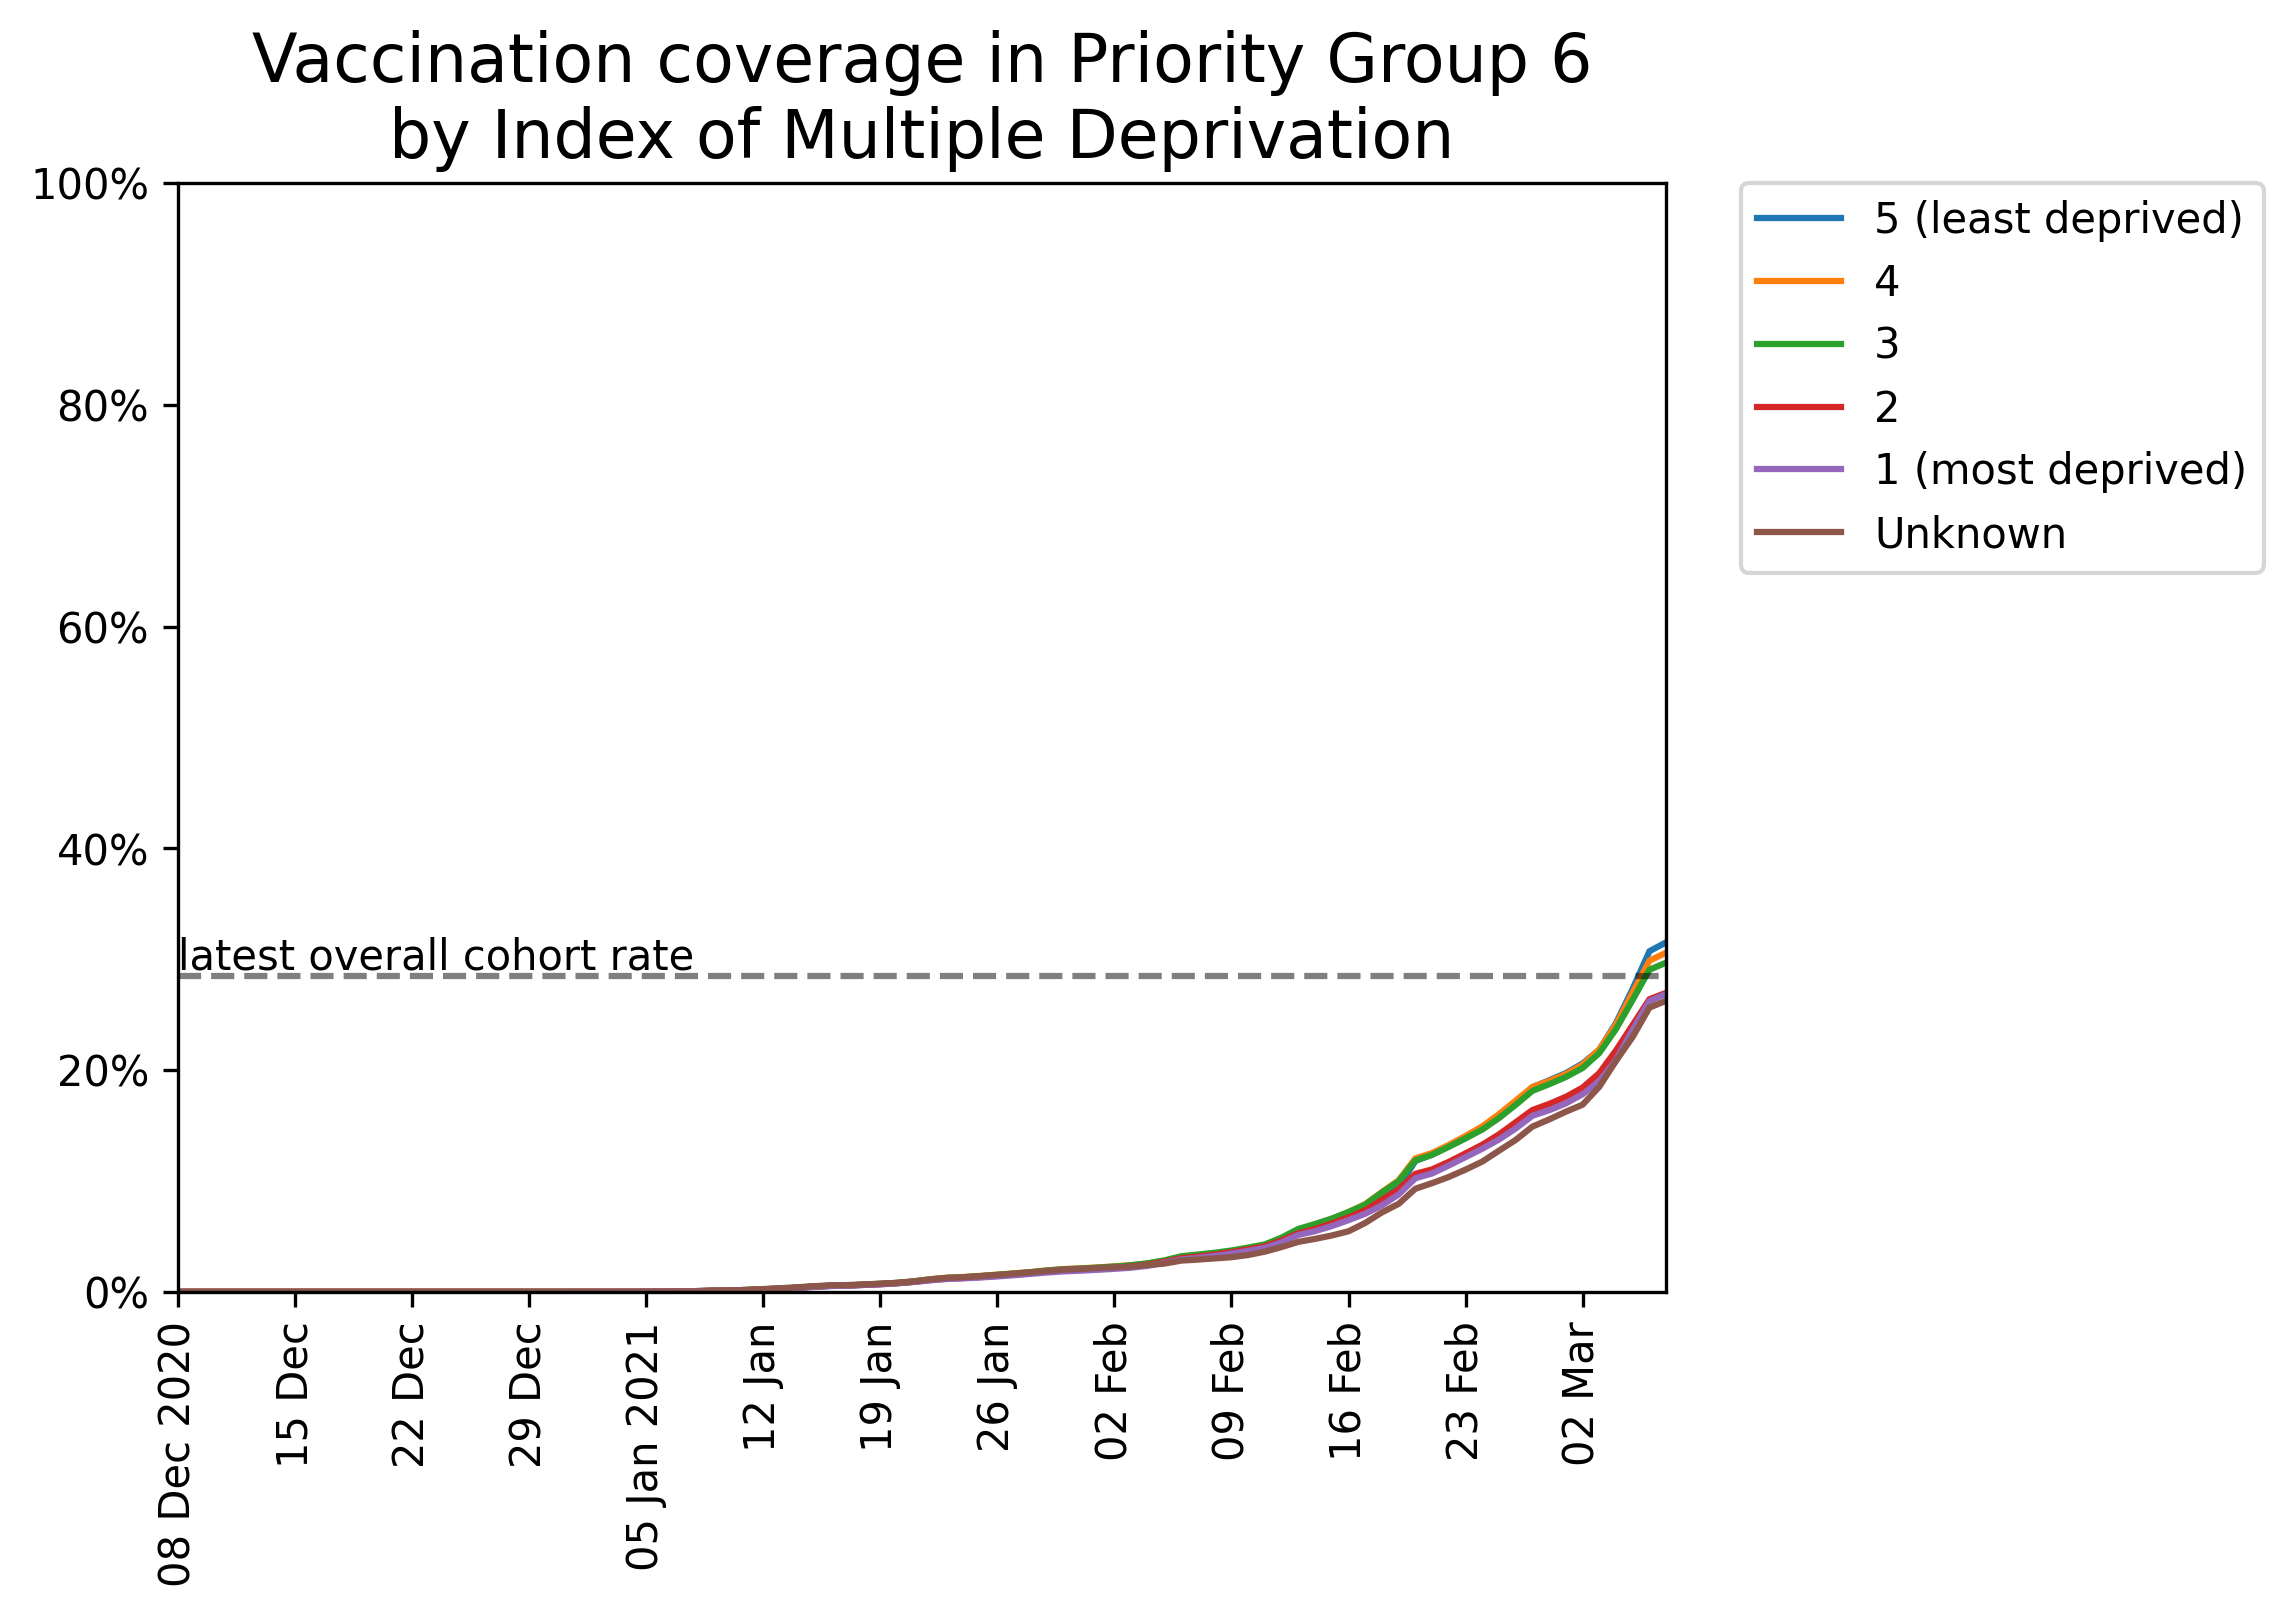 Vaccination coverage in Priority Group 6
by Index of Multiple Deprivation
100%
80%
60%
40%
20%
0%
latest overall cohort rate
08 Dec 2020
15 Dec
22 Dec
29 Dec
05 Jan 2021
12 Jan
19 Jan
26 Jan
02 Feb
09 Feb
16 Feb
23 Feb
02 Mar
5 (least deprived)
4
3
2
1 (most deprived)
Unknown